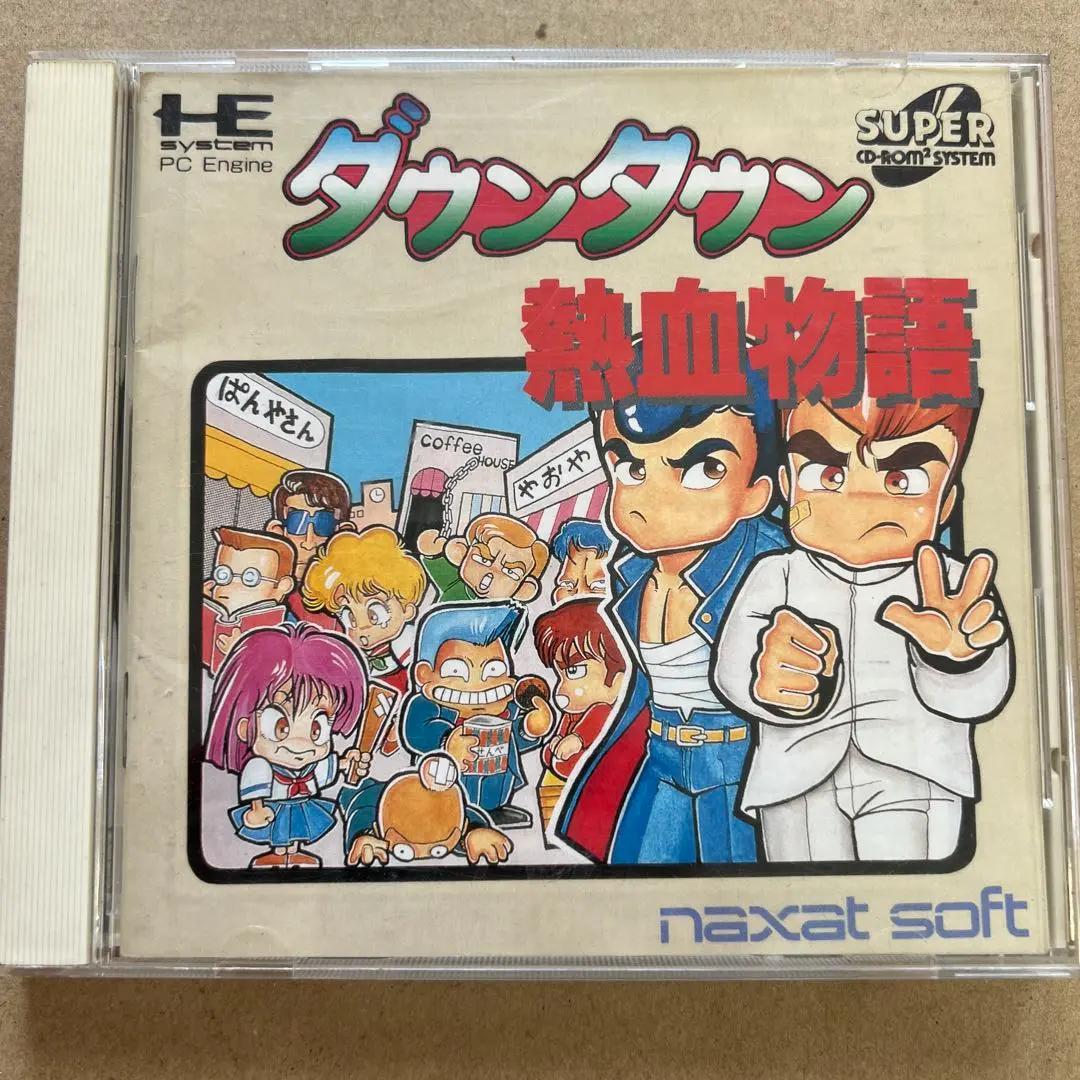 HE
system
PC Engine
ダウンタウン
SUPER
CD-ROM² SYSTEM
熱血物語
ぱんやさん
coffee
HOUSE
やおや
せんべ
naxat soft